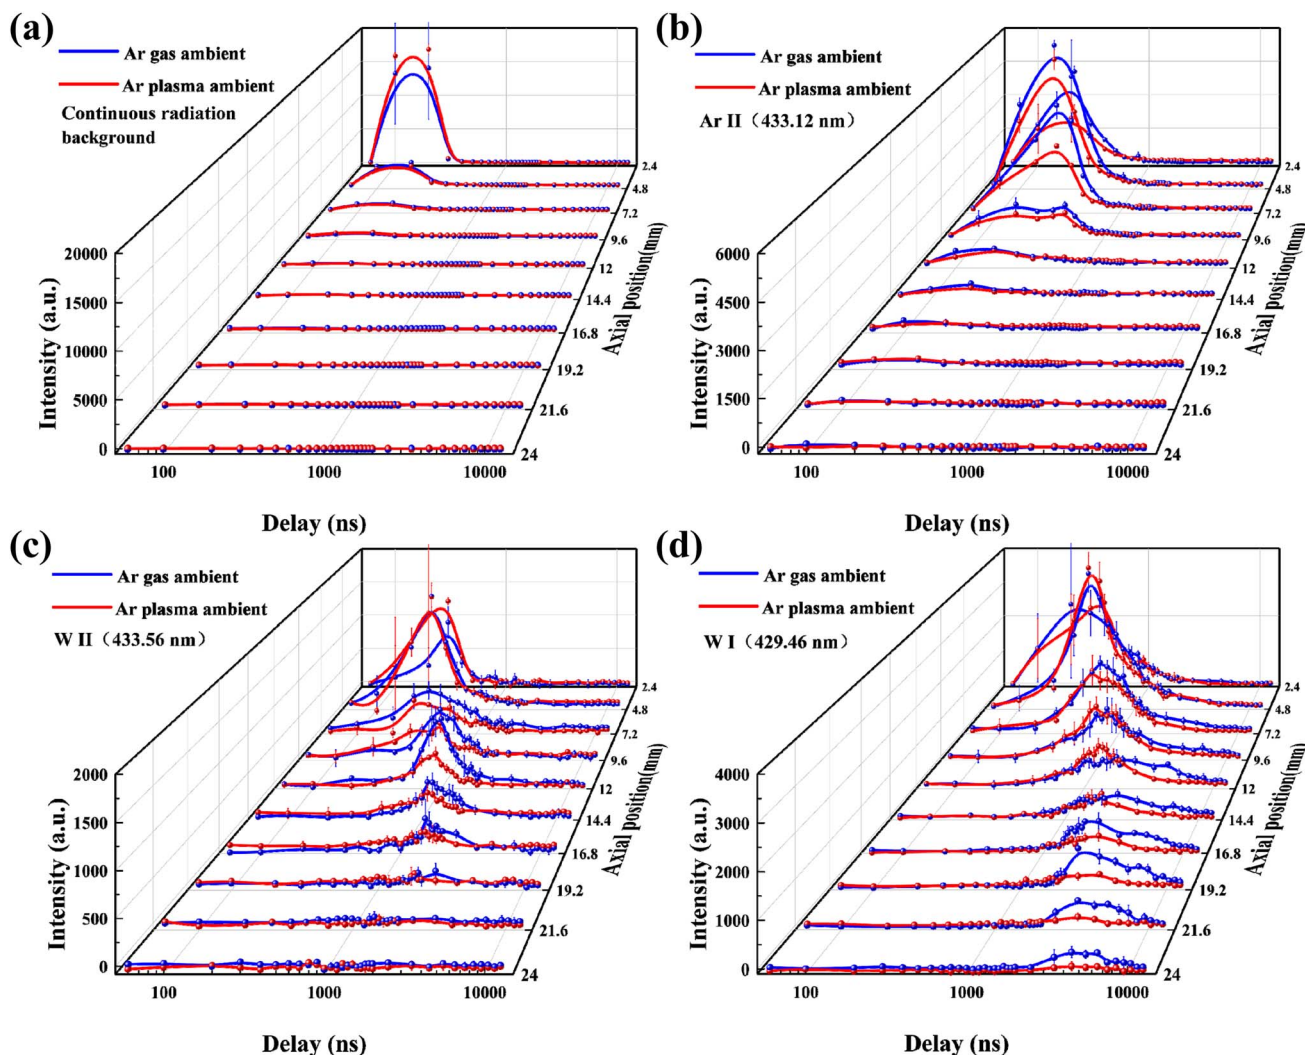 (a)
Ar gas ambient
Ar plasma ambient
Continuous radiation
background
20000
15000
10000
5000
0
Intensity (a.u.)
100
1000
10000
Delay (ns)
2.4
4.8
7.2
9.6
12
14.4
16.8
19.2
21.6
24
Axial position(mm)
(b)
Ar gas ambient
Ar plasma ambient
Ar II（433.12 nm）
6000
4500
3000
1500
0
Intensity (a.u.)
100
1000
10000
Delay (ns)
2.4
4.8
7.2
9.6
12
14.4
16.8
19.2
21.6
24
Axial position(mm)
(c)
Ar gas ambient
Ar plasma ambient
W II（433.56 nm）
2000
1500
1000
500
0
Intensity (a.u.)
100
1000
10000
Delay (ns)
2.4
4.8
7.2
9.6
12
14.4
16.8
19.2
21.6
24
Axial position(mm)
(d)
Ar gas ambient
Ar plasma ambient
W I（429.46 nm）
4000
3000
2000
1000
0
Intensity (a.u.)
100
1000
10000
Delay (ns)
2.4
4.8
7.2
9.6
12
14.4
16.8
19.2
21.6
24
Axial position(mm)